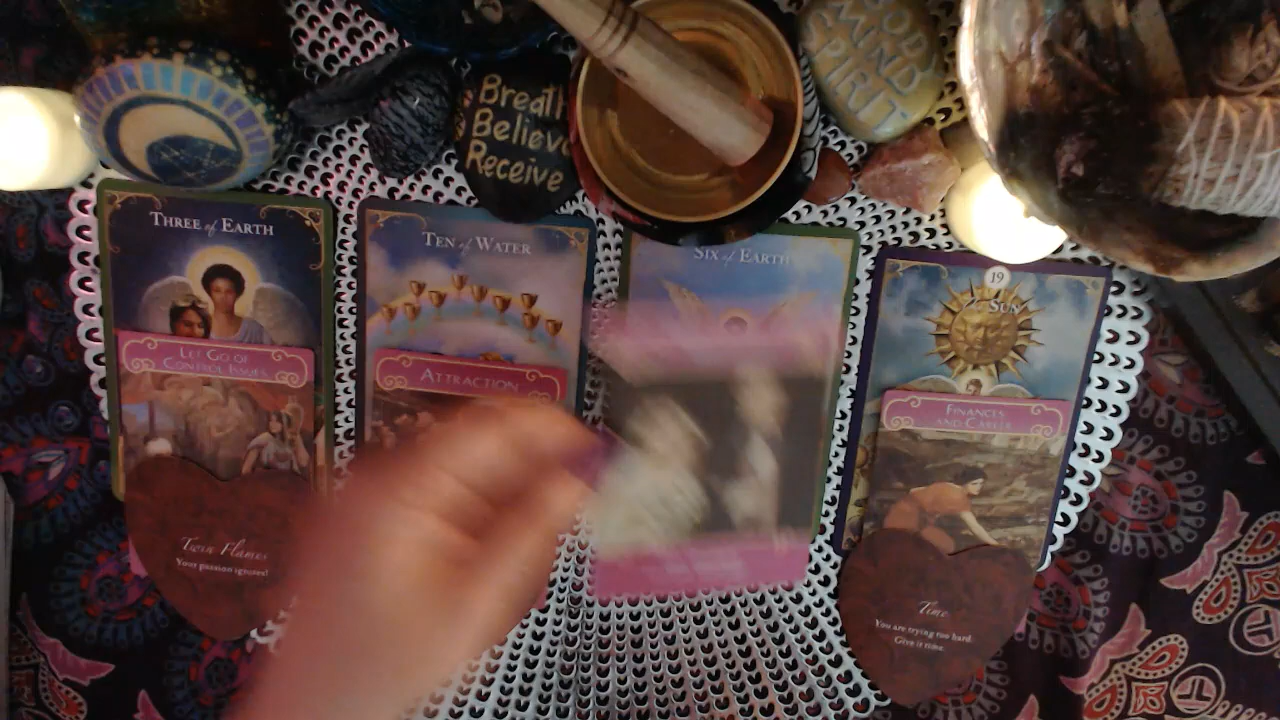 Breath
Believe
Receive
GOD
MIND
SPIRIT
THREE of EARTH
TEN of WATER
SIX of EARTH
19
The SUN
LET GO OF
CONTROL ISSUES
ATTRACTION
FINANCES
AND CAREER
Twin Flames
Your passion ignites!
Time
You are trying too hard.
Give it time.